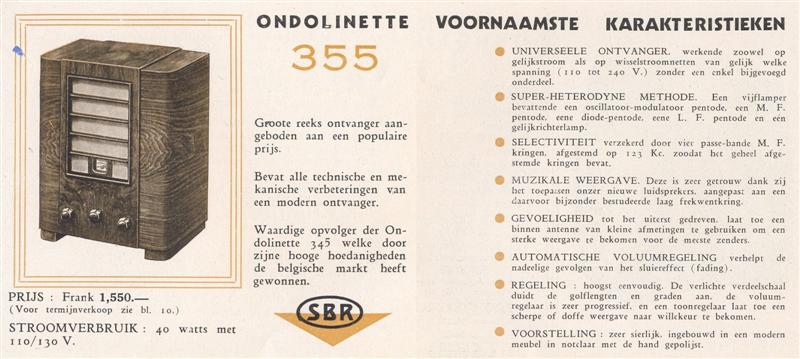 ONDOLINETTE
355
Groote reeks ontvanger aan-
geboden aan een populaire
prijs.
Bevat alle technische en me-
kanische verbeteringen van
een modern ontvanger.
Waardige opvolger der On-
dolinette 345 welke door
zijne hooge hoedanigheden
de belgische markt heeft
gewonnen.
PRIJS : Frank 1,550.—
(Voor termijnverkoop zie bl. 10.)
STROOMVERBRUIK : 40 watts met
110/130 V.
SBR
VOORNAAMSTE KARAKTERISTIEKEN
UNIVERSEELE ONTVANGER, werkende zoowel op
gelijkstroom als op wisselstroomnetten van gelijk welke
spanning (110 tot 240 V.) zonder een enkel bijgevoegd
onderdeel.
SUPER-HETERODYNE METHODE. Een vijflamper
bevattende een oscillatoor-modulatoor pentode, een M. F.
pentode, eene diode-pentode, eene L. F. pentode en eén
gelijkrichterlamp.
SELECTIVITEIT verzekerd door vier passe-bande M. F.
kringen, afgestemd op 123 Kc. zoodat het geheel afge-
stemde kringen bevat.
MUZIKALE WEERGAVE. Deze is zeer getrouw dank zij
het toepassen onzer nieuwe luidsprekers, aangepast aan een
daarvoor bijzonder bestudeerde laag frekwentkring.
GEVOELIGHEID tot het uiterst gedreven, laat toe een
binnen antenne van kleine afmetingen te gebruiken om een
sterke weergave te bekomen voor de meeste zenders.
AUTOMATISCHE VOLUUMREGELING verhelpt de
nadeelige gevolgen van het sluiereffect (fading).
REGELING : hoogst eenvoudig. De verlichte verdeelschaal
duidt de golflengten en graden aan, de voluum-
regelaar is zeer progressief, en een toonregelaar laat toe een
scherpe of doffe weergave naar willekeur te bekomen.
VOORSTELLING : zeer sierlijk, ingebouwd in een modern
meubel in notclaar met de hand gepolijst.